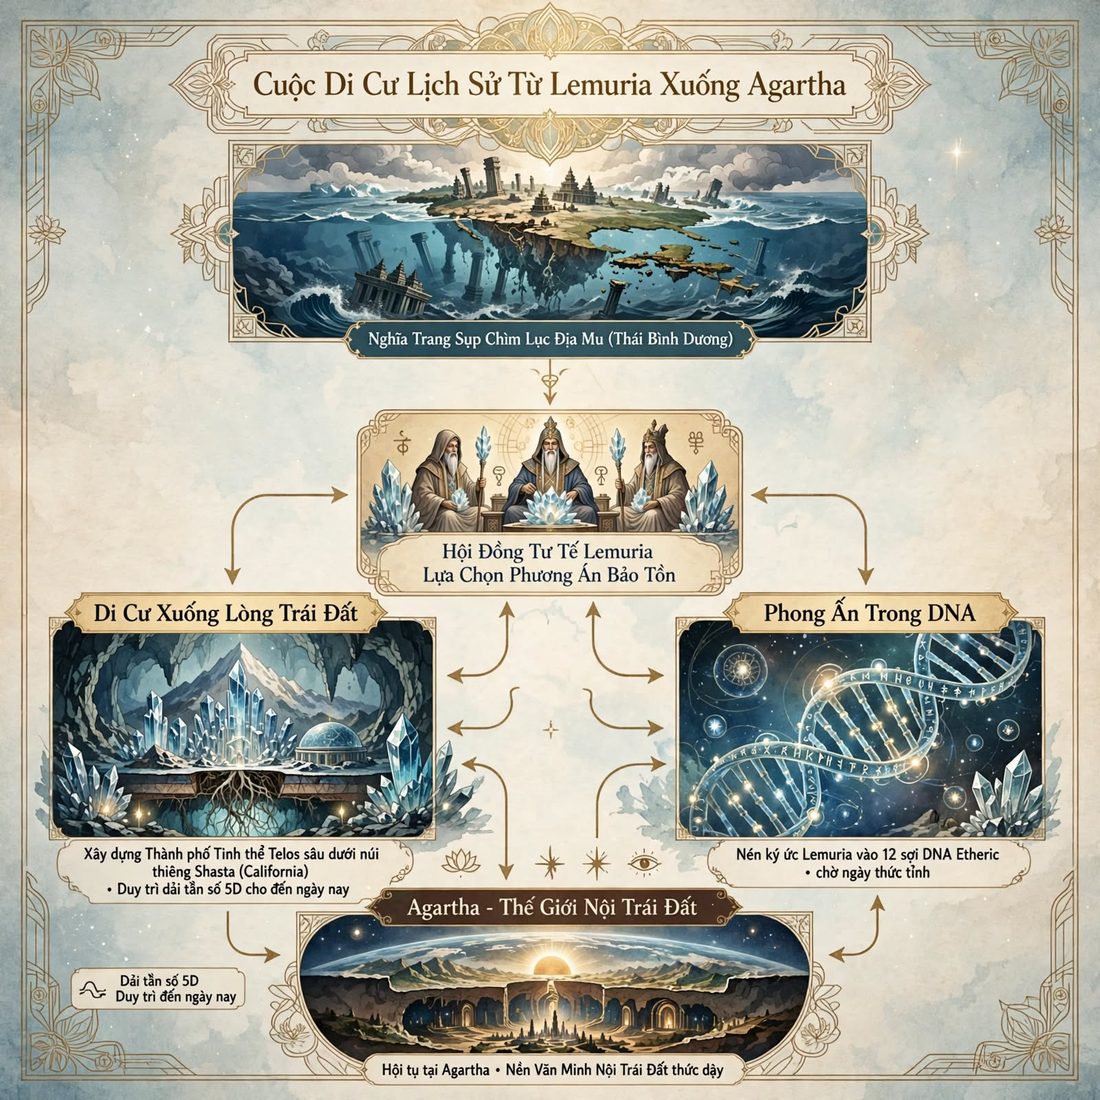 Cuộc Di Cư Lịch Sử Từ Lemuria Xuống Agartha
Nghĩa Trang Sụp Chìm Lục Địa Mu (Thái Bình Dương)
Hội Đồng Tư Tế Lemuria
Lựa Chọn Phương Án Bảo Tồn
Di Cư Xuống Lòng Trái Đất
Xây dựng Thành phố Tinh thể Telos sâu dưới núi
thiêng Shasta (California)
• Duy trì dải tần số 5D cho đến ngày nay
Phong Ấn Trong DNA
Nén ký ức Lemuria vào 12 sợi DNA Etheric
• chờ ngày thức tỉnh
Agartha - Thế Giới Nội Trái Đất
Dải tần số 5D
Duy trì đến ngày nay
Hội tụ tại Agartha • Nền Văn Minh Nội Trái Đất thức dậy